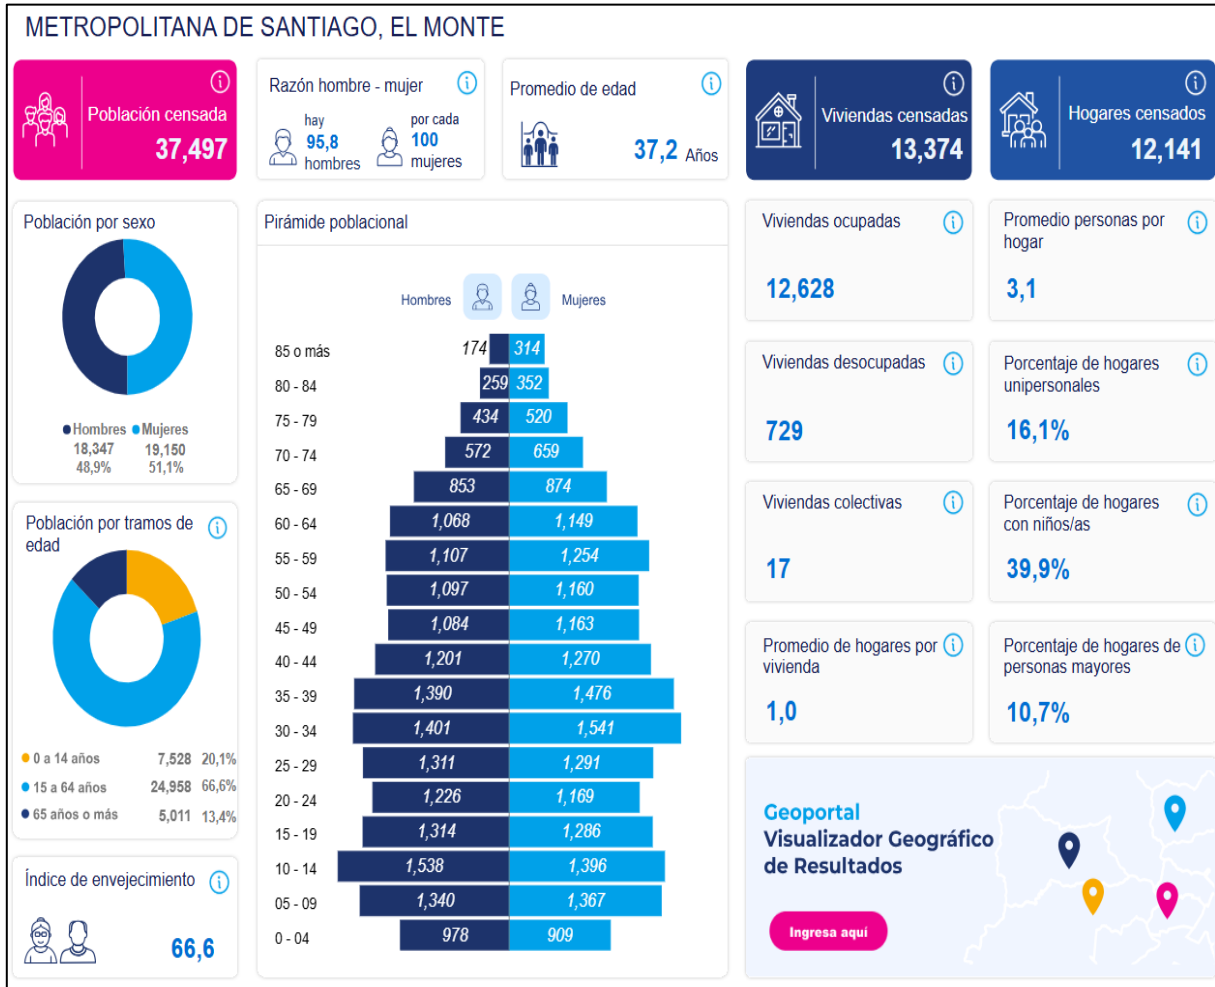 METROPOLITANA DE SANTIAGO, EL MONTE
Población censada
37,497
Razón hombre - mujer
hay
95,8
hombres
por cada
100
mujeres
Promedio de edad
37,2 Años
Viviendas censadas
13,374
Hogares censados
12,141
Población por sexo
Hombres Mujeres
18,347 19,150
48,9% 51,1%
Población por tramos de
edad
0 a 14 años 7,528 20,1%
15 a 64 años 24,958 66,6%
65 años o más 5,011 13,4%
Índice de envejecimiento
66,6
Pirámide poblacional
Hombres Mujeres
85 o más 174 314
80 - 84 259 352
75 - 79 434 520
70 - 74 572 659
65 - 69 853 874
60 - 64 1,068 1,149
55 - 59 1,107 1,254
50 - 54 1,097 1,160
45 - 49 1,084 1,163
40 - 44 1,201 1,270
35 - 39 1,390 1,476
30 - 34 1,401 1,541
25 - 29 1,311 1,291
20 - 24 1,226 1,169
15 - 19 1,314 1,286
10 - 14 1,538 1,396
05 - 09 1,340 1,367
0 - 04 978 909
Viviendas ocupadas
12,628
Promedio personas por
hogar
3,1
Viviendas desocupadas
729
Porcentaje de hogares
unipersonales
16,1%
Viviendas colectivas
17
Porcentaje de hogares
con niños/as
39,9%
Promedio de hogares por
vivienda
1,0
Porcentaje de hogares de
personas mayores
10,7%
Geoportal
Visualizador Geográfico
de Resultados
Ingresa aquí